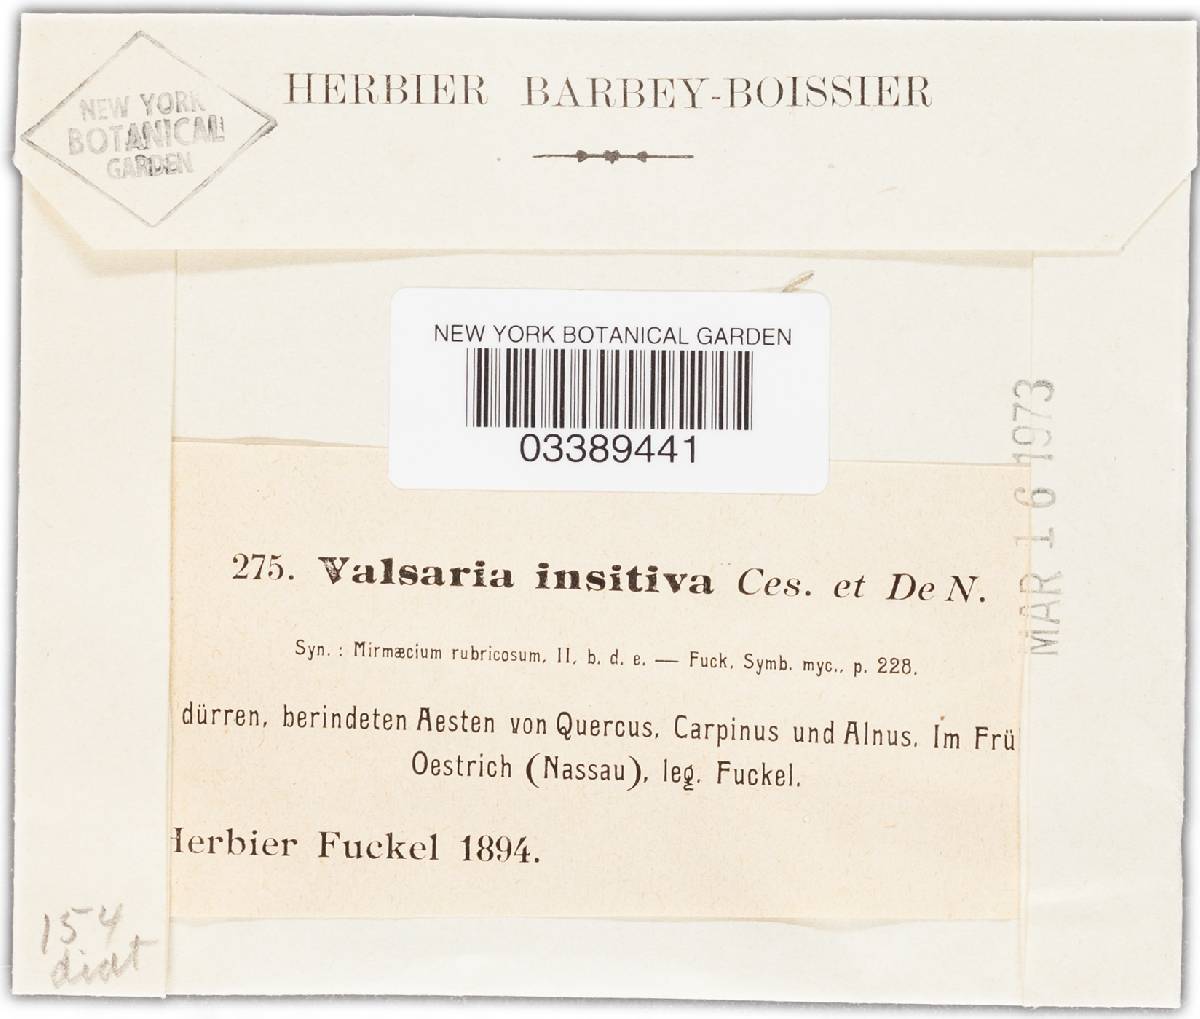 NEW YORK
BOTANICAL
GARDEN
HERBIER BARBEY-BOISSIER
NEW YORK BOTANICAL GARDEN
03389441
MAR 16 1973
275. Valsaria insitiva Ces. et De N.
Syn. : Mirmæcium rubricosum, II, b. d. e. — Fuck. Symb. myc., p. 228.
dürren, berindeten Aesten von Quercus, Carpinus und Alnus. Im Frü
Oestrich (Nassau), leg. Fuckel.
Herbier Fuckel 1894.
154